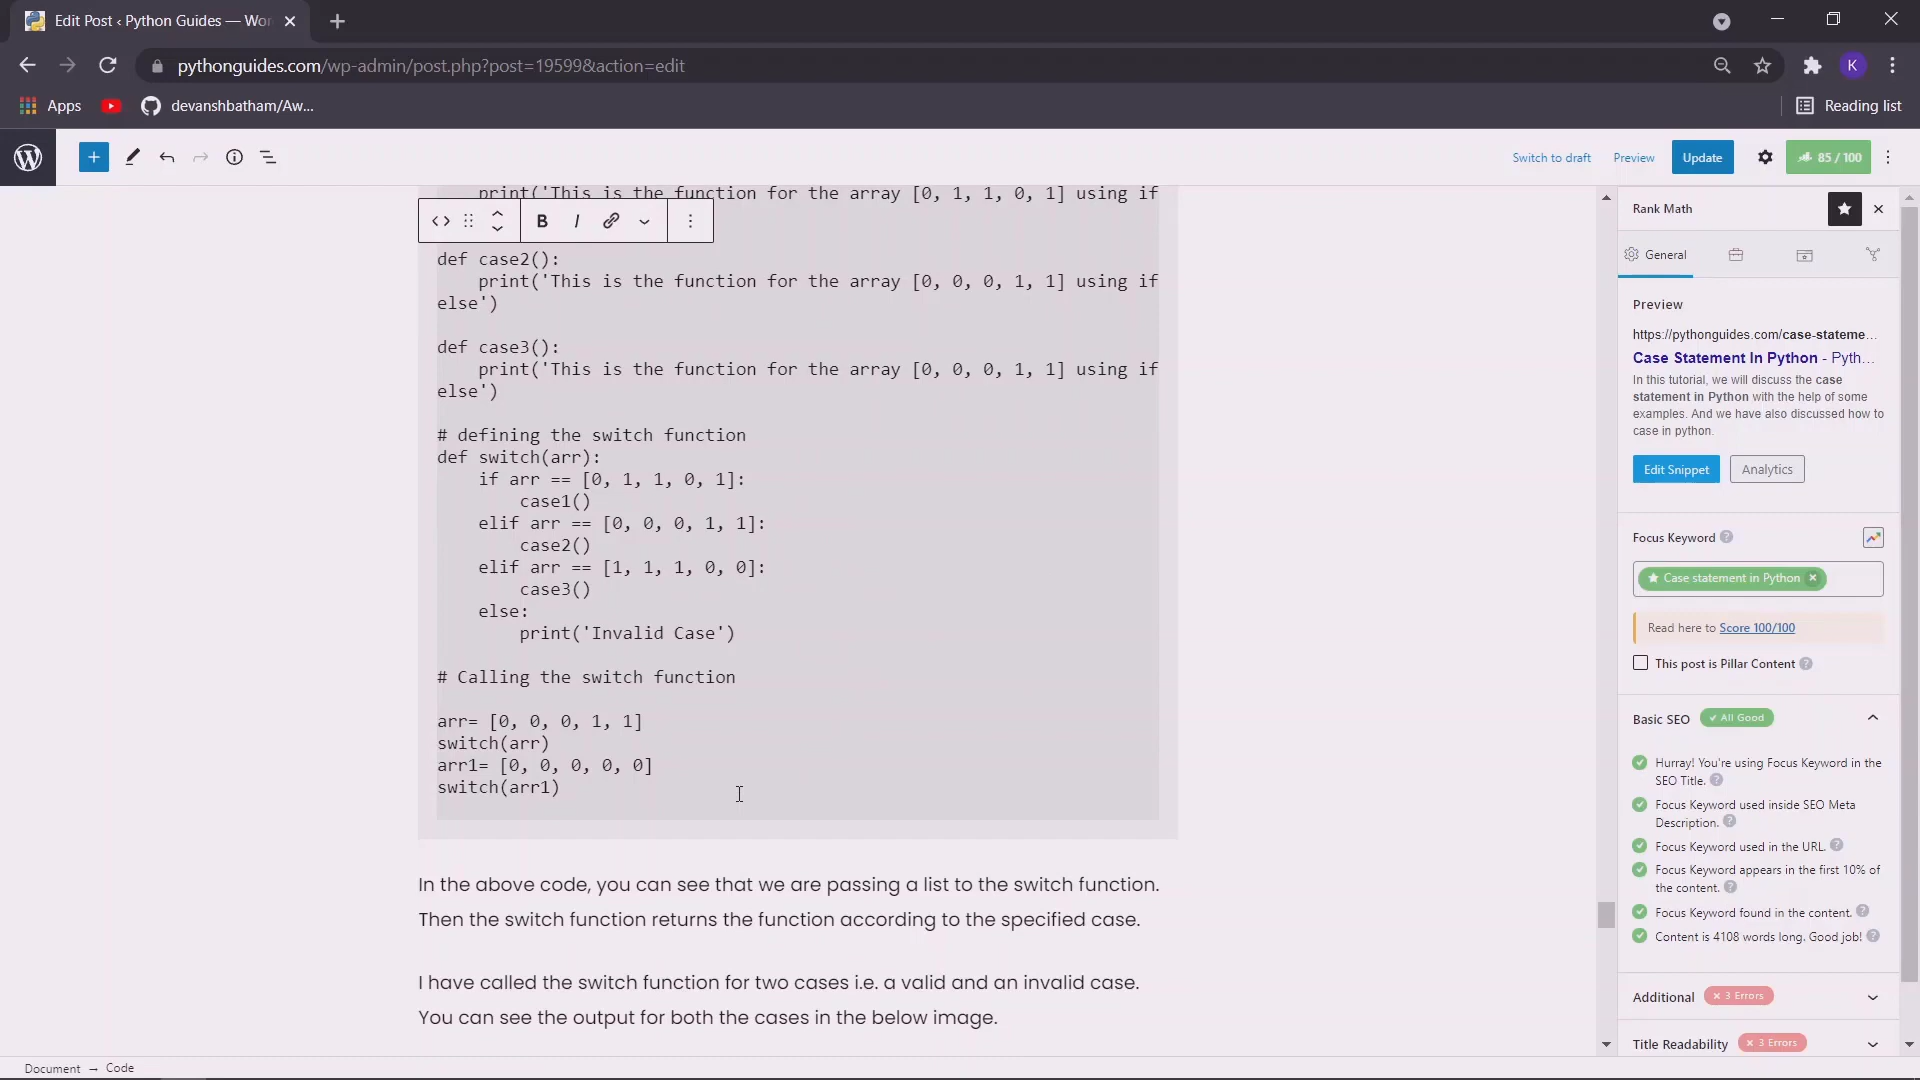 Edit Post ‹ Python Guides — Wor
pythonguides.com/wp-admin/post.php?post=19599&action=edit
K
Apps
devanshbatham/Aw...
Reading list
Switch to draft
Preview
Update
85 / 100
print('This is the function for the array [0, 1, 1, 0, 1] using if
B I
def case2():
print('This is the function for the array [0, 0, 0, 1, 1] using if
else')
def case3():
print('This is the function for the array [0, 0, 0, 1, 1] using if
else')
# defining the switch function
def switch(arr):
if arr == [0, 1, 1, 0, 1]:
case1()
elif arr == [0, 0, 0, 1, 1]:
case2()
elif arr == [1, 1, 1, 0, 0]:
case3()
else:
print('Invalid Case')
# Calling the switch function
arr= [0, 0, 0, 1, 1]
switch(arr)
arr1= [0, 0, 0, 0, 0]
switch(arr1)
In the above code, you can see that we are passing a list to the switch function.
Then the switch function returns the function according to the specified case.
I have called the switch function for two cases i.e. a valid and an invalid case.
You can see the output for both the cases in the below image.
Rank Math
General
Preview
https://pythonguides.com/case-stateme...
Case Statement In Python - Pyth...
In this tutorial, we will discuss the case
statement in Python with the help of some
examples. And we have also discussed how to
case in python.
Edit Snippet
Analytics
Focus Keyword
Case statement in Python
Read here to Score 100/100
This post is Pillar Content
Basic SEO All Good
Hurray! You're using Focus Keyword in the
SEO Title.
Focus Keyword used inside SEO Meta
Description.
Focus Keyword used in the URL.
Focus Keyword appears in the first 10% of
the content.
Focus Keyword found in the content.
Content is 4108 words long. Good job!
Additional × 3 Errors
Title Readability × 3 Errors
Document → Code